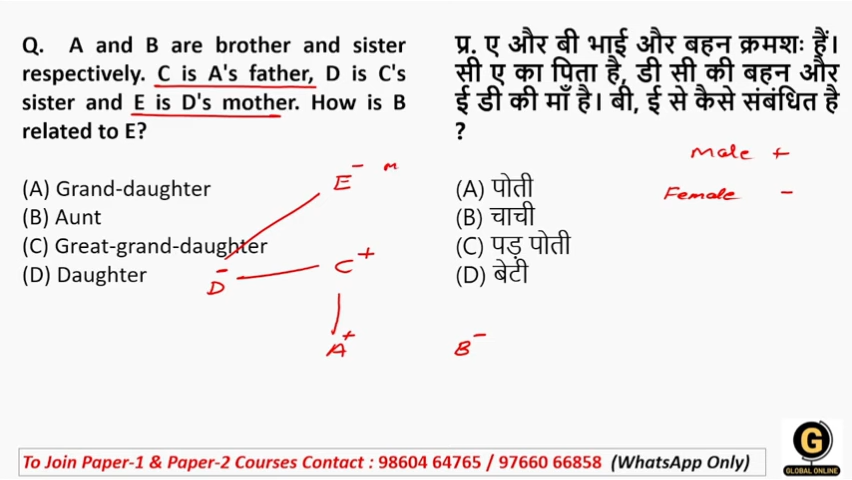 Q. A and B are brother and sister
respectively. C is A's father, D is C's
sister and E is D's mother. How is B
related to E?
(A) Grand-daughter
(B) Aunt
(C) Great-grand-daughter
(D) Daughter
प्र. ए और बी भाई और बहन क्रमशः हैं।
सी ए का पिता है, डी सी की बहन और
ई डी की माँ है। बी, ई से कैसे संबंधित है
?
(A) पोती
(B) चाची
(C) पड़ पोती
(D) बेटी
Male +
Female -
E - m
C +
D -
A +
B -
To Join Paper-1 & Paper-2 Courses Contact : 98604 64765 / 97660 66858 (WhatsApp Only)
G
GLOBAL ONLINE